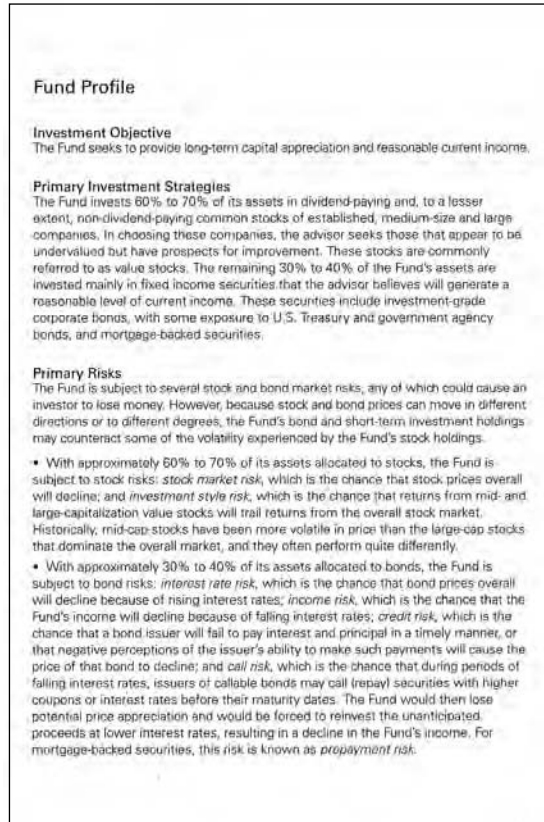 Fund Profile
Investment Objective
The Fund seeks to provide long-term capital appreciation and reasonable current income.
Primary Investment Strategies
The Fund invests 60% to 70% of its assets in dividend-paying and, to a lesser
extent, non-dividend-paying common stocks of established, medium-size and large
companies. In choosing these companies, the advisor seeks those that appear to be
undervalued but have prospects for improvement. These stocks are commonly
referred to as value stocks. The remaining 30% to 40% of the Fund's assets are
invested mainly in fixed income securities that the advisor believes will generate a
reasonable level of current income. These securities include investment-grade
corporate bonds, with some exposure to U.S. Treasury and government agency
bonds, and mortgage-backed securities.
Primary Risks
The Fund is subject to several stock and bond market risks, any of which could cause an
investor to lose money. However, because stock and bond prices can move in different
directions or to different degrees, the Fund's bond and short-term investment holdings
may counteract some of the volatility experienced by the Fund's stock holdings.
• With approximately 60% to 70% of its assets allocated to stocks, the Fund is
subject to stock risks: stock market risk, which is the chance that stock prices overall
will decline; and investment style risk, which is the chance that returns from mid- and
large-capitalization value stocks will trail returns from the overall stock market.
Historically, mid-cap stocks have been more volatile in price than the large-cap stocks
that dominate the overall market, and they often perform quite differently.
• With approximately 30% to 40% of its assets allocated to bonds, the Fund is
subject to bond risks: interest rate risk, which is the chance that bond prices overall
will decline because of rising interest rates; income risk, which is the chance that the
Fund's income will decline because of falling interest rates; credit risk, which is the
chance that a bond issuer will fail to pay interest and principal in a timely manner, or
that negative perceptions of the issuer's ability to make such payments will cause the
price of that bond to decline; and call risk, which is the chance that during periods of
falling interest rates, issuers of callable bonds may call (repay) securities with higher
coupons or interest rates before their maturity dates. The Fund would then lose
potential price appreciation and would be forced to reinvest the unanticipated
proceeds at lower interest rates, resulting in a decline in the Fund's income. For
mortgage-backed securities, this risk is known as prepayment risk.